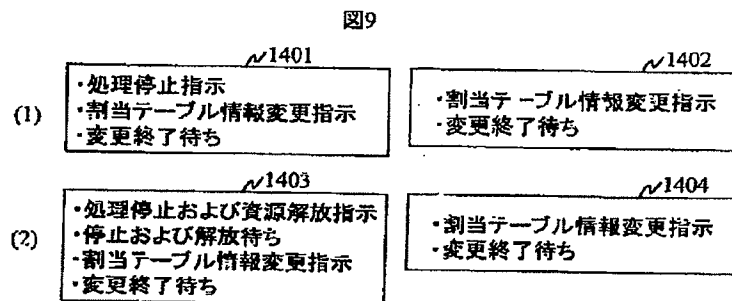 図9
(1)
1401
・処理停止指示
・割当テーブル情報変更指示
・変更終了待ち
1402
・割当テーブル情報変更指示
・変更終了待ち
(2)
1403
・処理停止および資源解放指示
・停止および解放待ち
・割当テーブル情報変更指示
・変更終了待ち
1404
・割当テーブル情報変更指示
・変更終了待ち